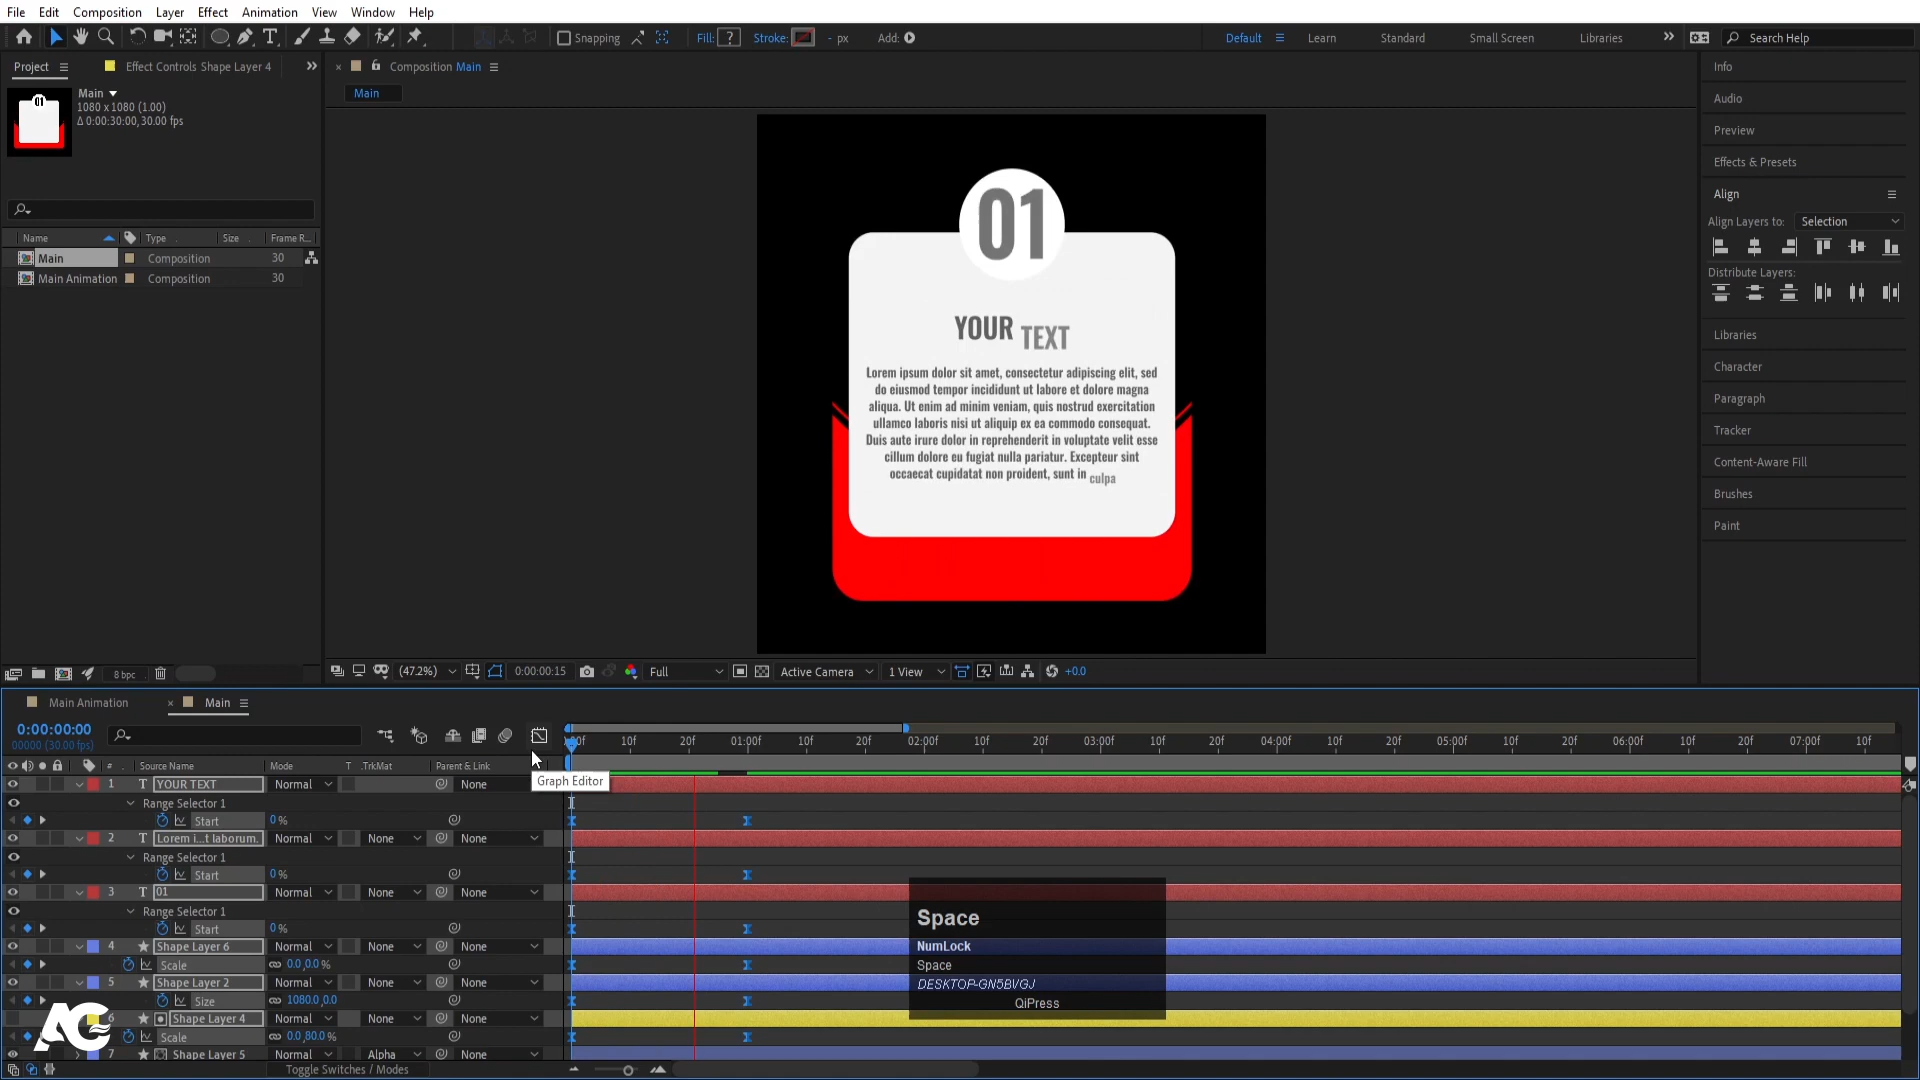 File Edit Composition Layer Effect Animation View Window Help
Snapping Fill: ? Stroke: - px Add: Default Learn Standard Small Screen Libraries Search Help
Project Effect Controls Shape Layer 4 Composition Main Info
Main
Main
1080 x 1080 (1.00)
Δ 0:00:30:00, 30.00 fps
01
Audio
Preview
Effects & Presets
Align
Align Layers to: Selection
Distribute Layers:
Libraries
Character
Paragraph
Tracker
Content-Aware Fill
Brushes
Paint
Name Type Size Frame R...
Main Composition 30
Main Animation Composition 30
01
YOUR TEXT
Lorem ipsum dolor sit amet, consectetur adipiscing elit, sed
do eiusmod tempor incididunt ut labore et dolore magna
aliqua. Ut enim ad minim veniam, quis nostrud exercitation
ullamco laboris nisi ut aliquip ex ea commodo consequat.
Duis aute irure dolor in reprehenderit in voluptate velit esse
cillum dolore eu fugiat nulla pariatur. Excepteur sint
occaecat cupidatat non proident, sunt in culpa
8 bpc (47.2%) 0:00:00:15 Full Active Camera 1 View +0.0
Main Animation Main
0:00:00:00
00000 (30.00 fps)
10f 20f 01:00f 10f 20f 02:00f 10f 20f 03:00f 10f 20f 04:00f 10f 20f 05:00f 10f 20f 06:00f 10f 20f 07:00f 10f
# Source Name Mode T .TrkMat Parent & Link
Graph Editor
1 T YOUR TEXT Normal None
Range Selector 1
Start 0 %
2 T Lorem i...t laborum. Normal None None
Range Selector 1
Start 0 %
3 T 01 Normal None None
Range Selector 1
Start 0 %
4 Shape Layer 6 Normal None None
Scale 0.0,0.0 %
5 Shape Layer 2 Normal None None
Size 1080.0,0.0
6 Shape Layer 4 Normal None None
Scale 0.0,80.0 %
7 Shape Layer 5 Normal Alpha None
Toggle Switches / Modes
Space
NumLock
Space
DESKTOP-GN5BVGJ
QiPress
AG